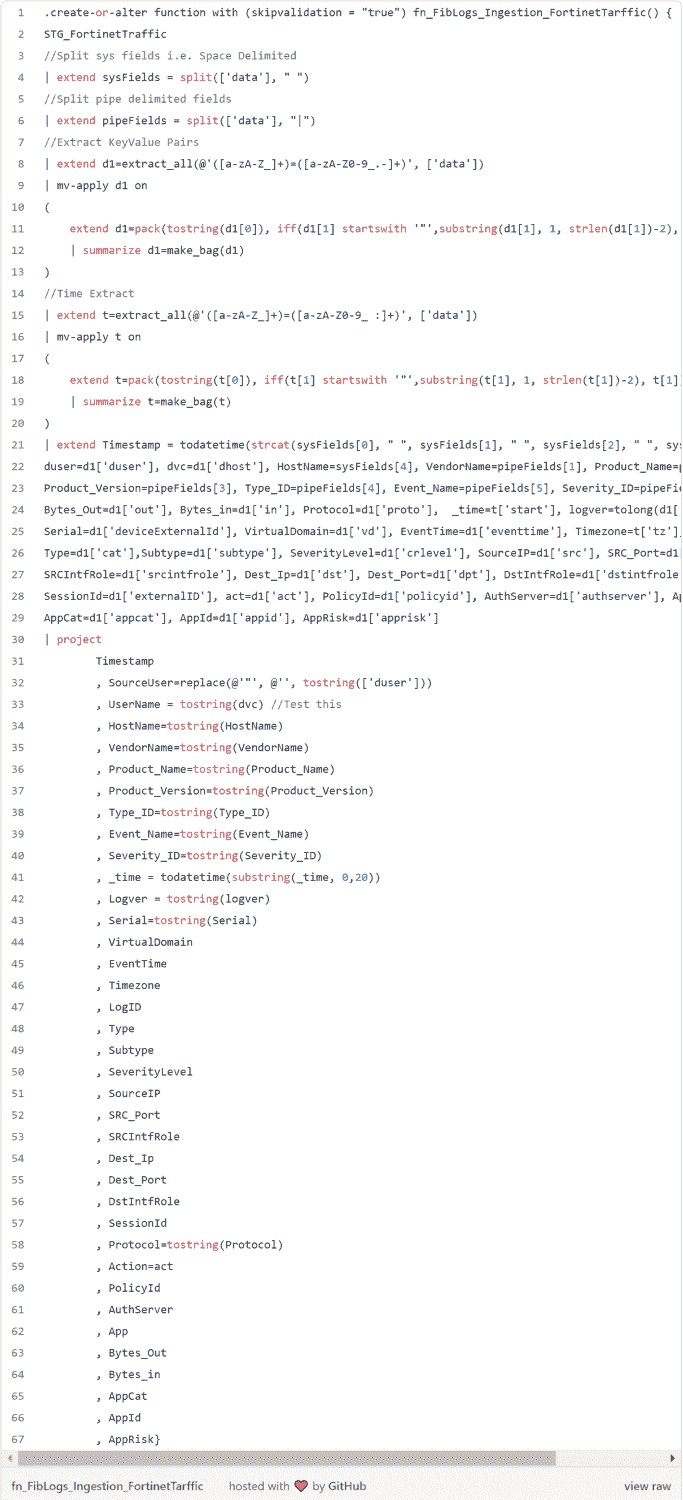 1 .create-or-alter function with (skipvalidation = "true") fn_FibLogs_Ingestion_FortinetTarffic() {
2 STG_FortinetTraffic
3 //Split sys fields i.e. Space Delimited
4 | extend sysFields = split(['data'], " ")
5 //Split pipe delimited fields
6 | extend pipeFields = split(['data'], "|")
7 //Extract KeyValue Pairs
8 | extend d1=extract_all(@'([a-zA-Z_]+)=([a-zA-Z0-9_.-]+)', ['data'])
9 | mv-apply d1 on
10 (
11 extend d1=pack(tostring(d1[0]), iff(d1[1] startswith '"',substring(d1[1], 1, strlen(d1[1])-2),
12 | summarize d1=make_bag(d1)
13 )
14 //Time Extract
15 | extend t=extract_all(@'([a-zA-Z_]+)=([a-zA-Z0-9_ :]+)', ['data'])
16 | mv-apply t on
17 (
18 extend t=pack(tostring(t[0]), iff(t[1] startswith '"',substring(t[1], 1, strlen(t[1])-2), t[1]
19 | summarize t=make_bag(t)
20 )
21 | extend Timestamp = todatetime(strcat(sysFields[0], " ", sysFields[1], " ", sysFields[2], " ", sys
22 duser=d1['duser'], dvc=d1['dhost'], HostName=sysFields[4], VendorName=pipeFields[1], Product_Name=p
23 Product_Version=pipeFields[3], Type_ID=pipeFields[4], Event_Name=pipeFields[5], Severity_ID=pipeFie
24 Bytes_Out=d1['out'], Bytes_in=d1['in'], Protocol=d1['proto'],  _time=t['start'], logver=tolong(d1[
25 Serial=d1['deviceExternalId'], VirtualDomain=d1['vd'], EventTime=d1['eventtime'], Timezone=t['tz'],
26 Type=d1['cat'],Subtype=d1['subtype'], SeverityLevel=d1['crlevel'], SourceIP=d1['src'], SRC_Port=d1
27 SRCIntfRole=d1['srcintfrole'], Dest_Ip=d1['dst'], Dest_Port=d1['dpt'], DstIntfRole=d1['dstintfrole
28 SessionId=d1['externalID'], act=d1['act'], PolicyId=d1['policyid'], AuthServer=d1['authserver'], Ap
29 AppCat=d1['appcat'], AppId=d1['appid'], AppRisk=d1['apprisk']
30 | project
31 Timestamp
32 , SourceUser=replace(@'"', @'', tostring(['duser']))
33 , UserName = tostring(dvc) //Test this
34 , HostName=tostring(HostName)
35 , VendorName=tostring(VendorName)
36 , Product_Name=tostring(Product_Name)
37 , Product_Version=tostring(Product_Version)
38 , Type_ID=tostring(Type_ID)
39 , Event_Name=tostring(Event_Name)
40 , Severity_ID=tostring(Severity_ID)
41 , _time = todatetime(substring(_time, 0,20))
42 , Logver = tostring(logver)
43 , Serial=tostring(Serial)
44 , VirtualDomain
45 , EventTime
46 , Timezone
47 , LogID
48 , Type
49 , Subtype
50 , SeverityLevel
51 , SourceIP
52 , SRC_Port
53 , SRCIntfRole
54 , Dest_Ip
55 , Dest_Port
56 , DstIntfRole
57 , SessionId
58 , Protocol=tostring(Protocol)
59 , Action=act
60 , PolicyId
61 , AuthServer
62 , App
63 , Bytes_Out
64 , Bytes_in
65 , AppCat
66 , AppId
67 , AppRisk}
fn_FibLogs_Ingestion_FortinetTarffic hosted with ❤ by GitHub view raw